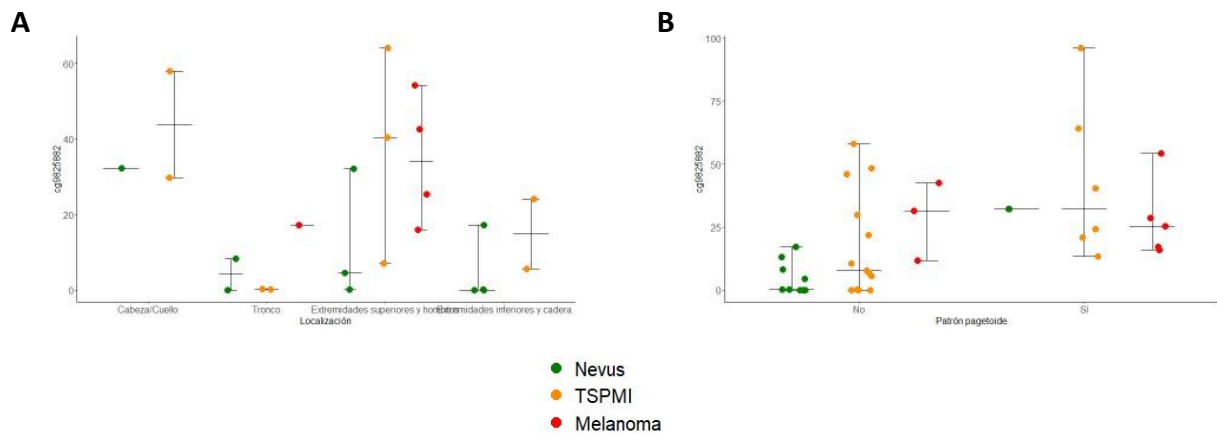 A
B
60
40
20
0
cg9825882
Cabeza/Cuello
Tronco
Extremidades superiores y
Extremidades inferiores y cadera
Localización
100
75
50
25
0
cg9825882
No
Sí
Patrón pagetoide
Nevus
TSPMI
Melanoma